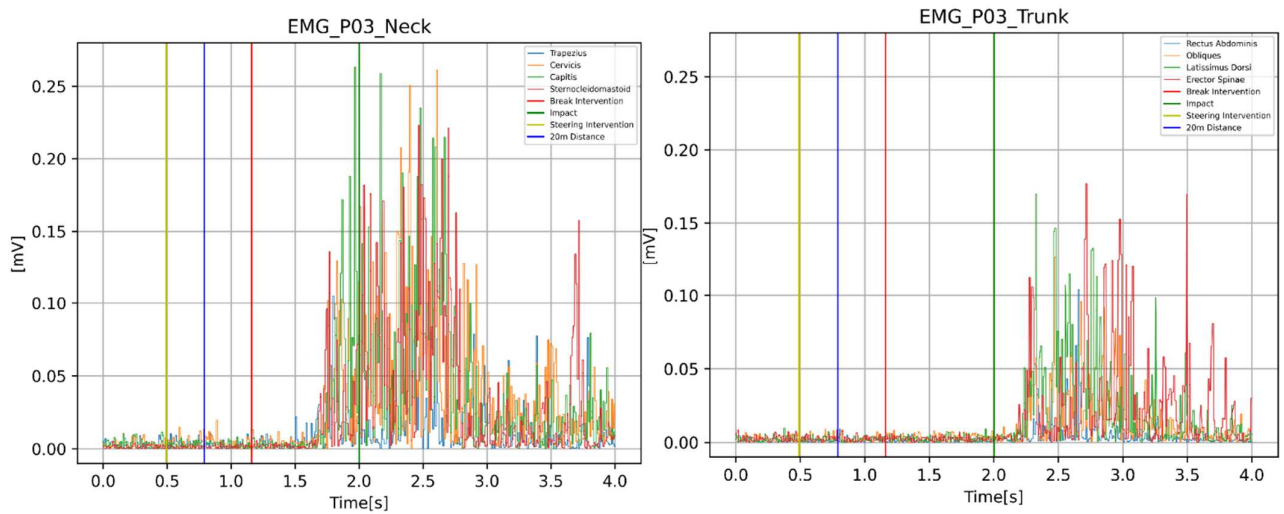 EMG_P03_Neck
Trapezius
Cervicis
Capitis
Sternocleidomastoid
Break Intervention
Impact
Steering Intervention
20m Distance
0.25
0.20
0.15
0.10
0.05
0.00
[mV]
0.0 0.5 1.0 1.5 2.0 2.5 3.0 3.5 4.0
Time[s]
EMG_P03_Trunk
Rectus Abdominis
Obliques
Latissimus Dorsi
Erector Spinae
Break Intervention
Impact
Steering Intervention
20m Distance
0.25
0.20
0.15
0.10
0.05
0.00
[mV]
0.0 0.5 1.0 1.5 2.0 2.5 3.0 3.5 4.0
Time[s]